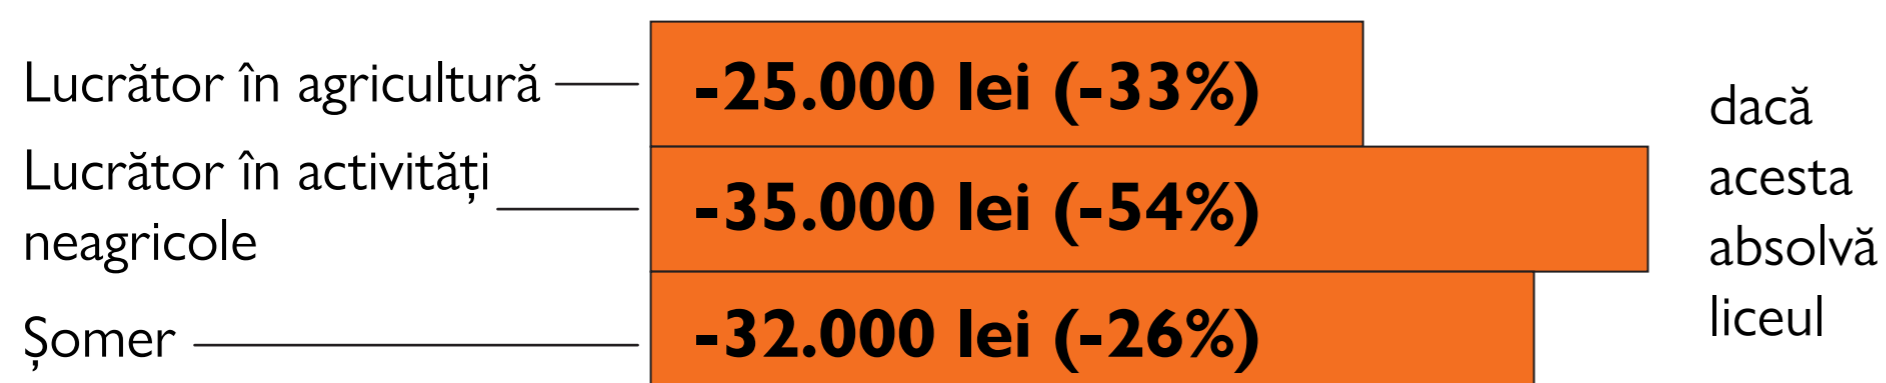 Lucrător în agricultură
-25.000 lei (-33%)
Lucrător în activități
neagricole
-35.000 lei (-54%)
Șomer
-32.000 lei (-26%)
dacă
acesta
absolvă
liceul